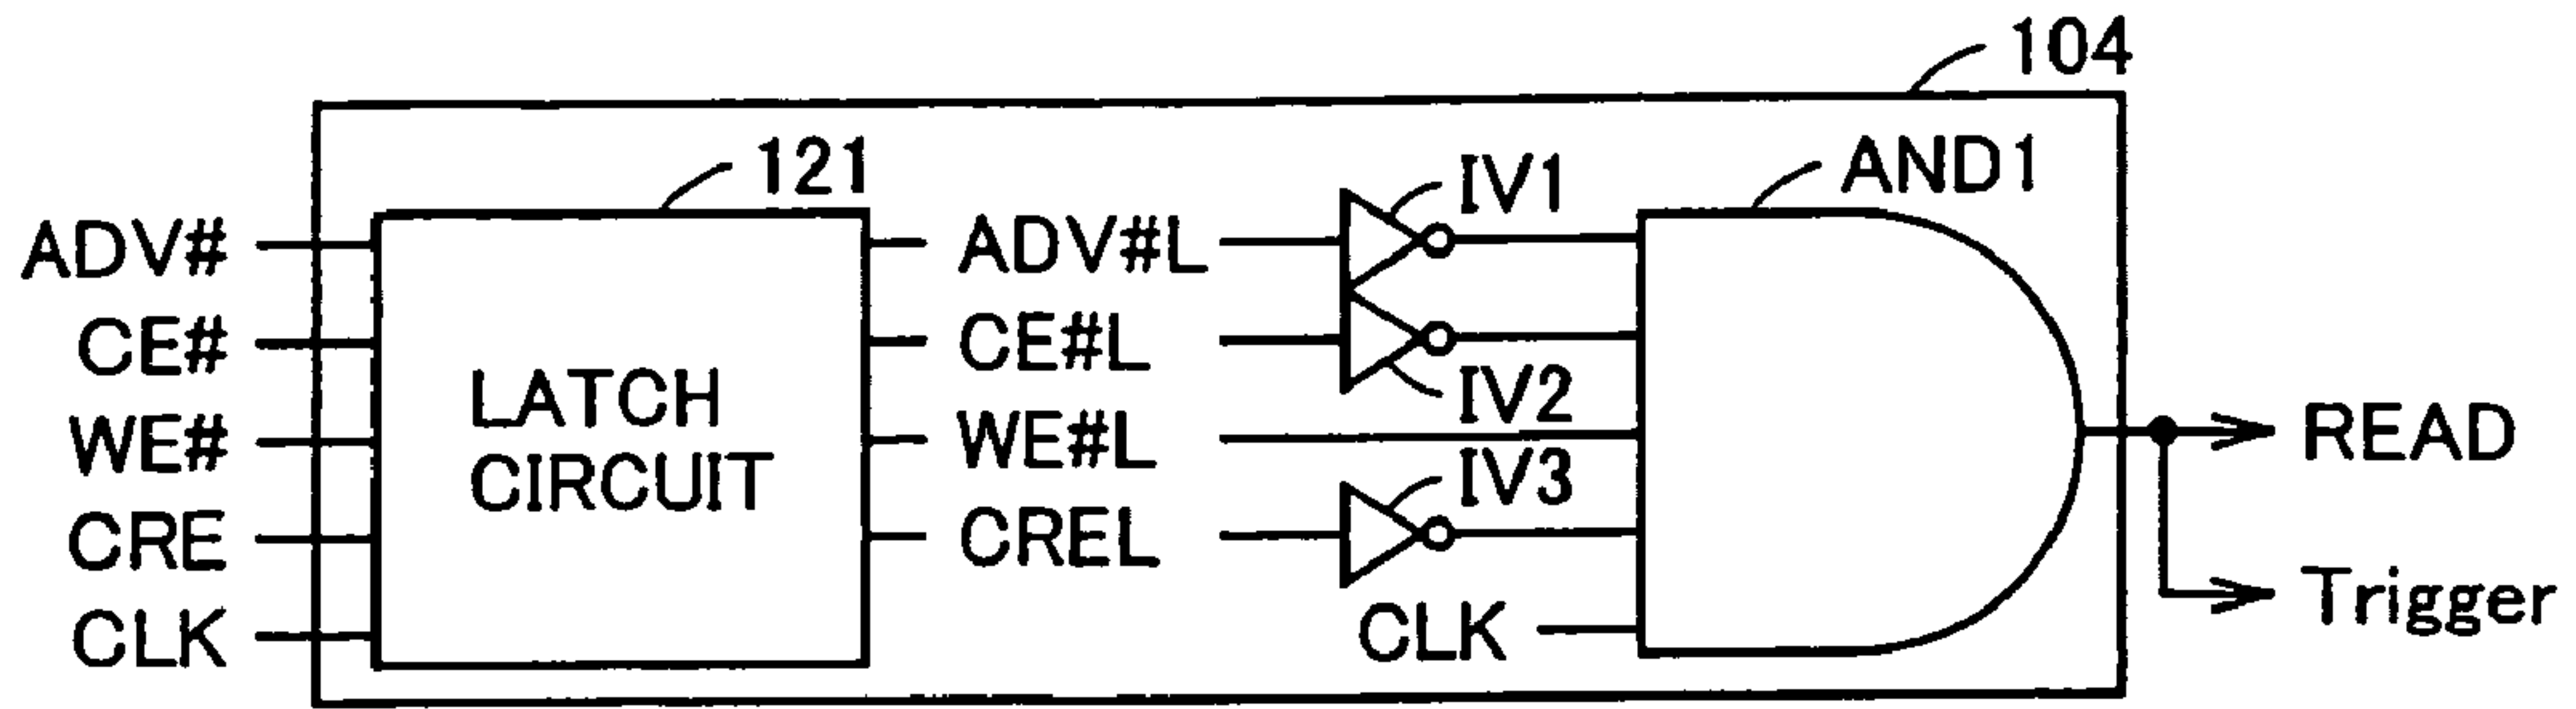 104
121
IV1
AND1
ADV#
ADV#L
CE#
CE#L
LATCH
CIRCUIT
IV2
WE#
WE#L
READ
IV3
CRE
CREL
Trigger
CLK
CLK